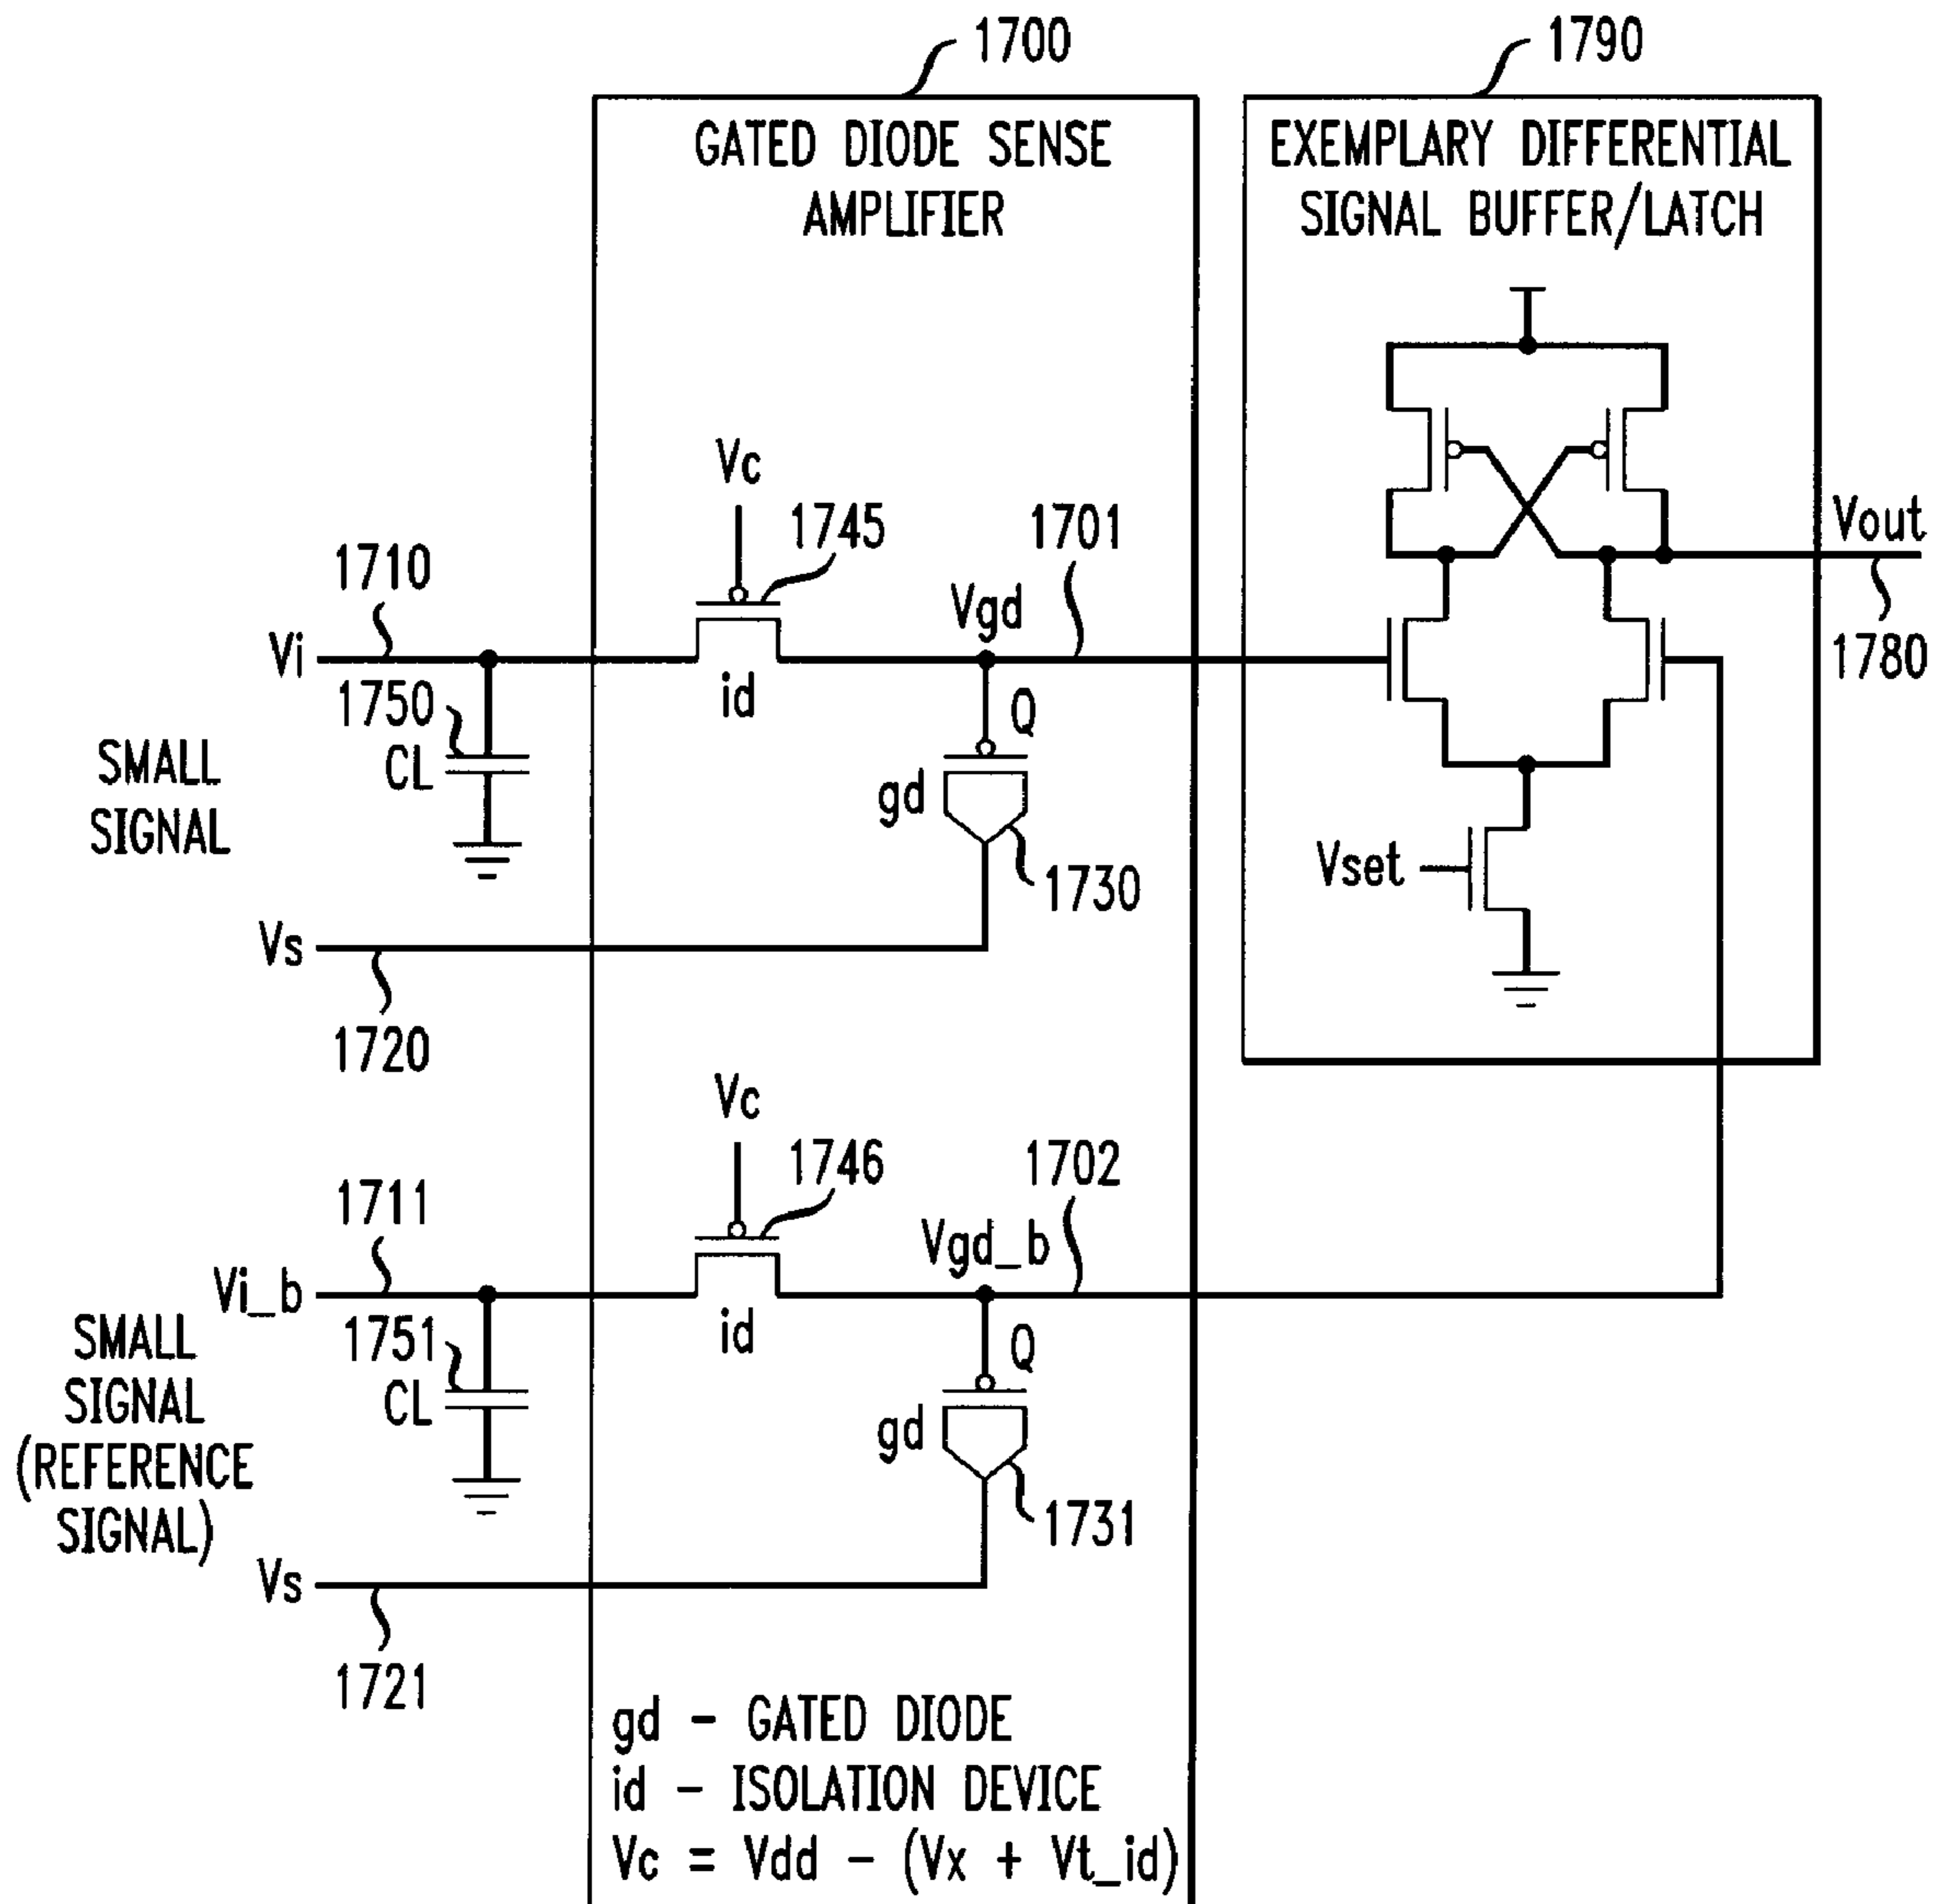 1700
1790
GATED DIODE SENSE
AMPLIFIER
EXEMPLARY DIFFERENTIAL
SIGNAL BUFFER/LATCH
Vc
1745
1701
Vout
1710
Vgd
Vi
1780
1750
id
Q
CL
gd
SMALL
SIGNAL
Vset
1730
Vs
1720
Vc
1746
1702
1711
Vgd_b
Vi_b
1751
id
Q
SMALL
SIGNAL
(REFERENCE
SIGNAL)
CL
gd
1731
Vs
1721
gd - GATED DIODE
id - ISOLATION DEVICE
Vc = Vdd - (Vx + Vt_id)